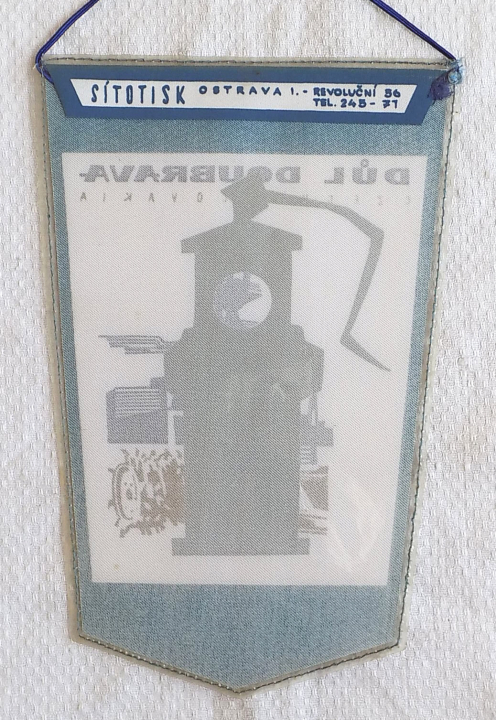 SÍTOTISK OSTRAVA 1. - REVOLUČNÍ 56
TEL. 245 - 71
DŮL DOUBRAVA